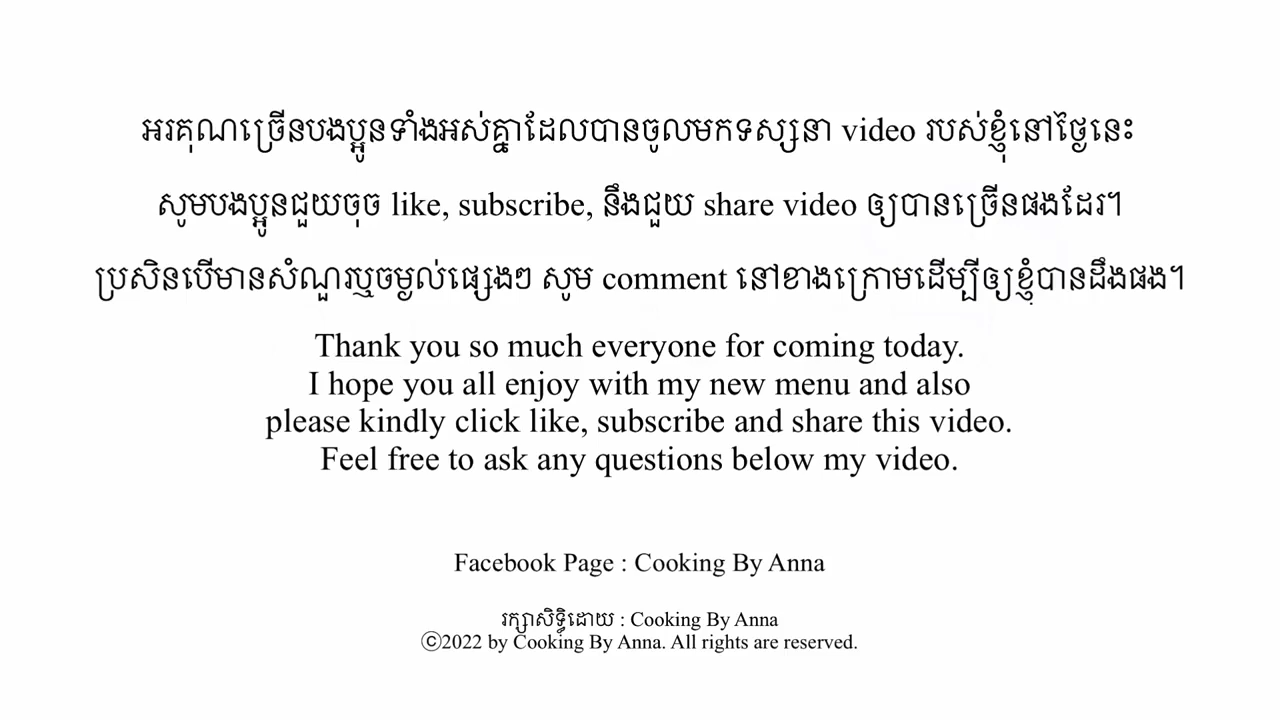 អរគុណច្រើនបងប្អូនទាំងអស់គ្នាដែលបានចូលមកទស្សនា video របស់ខ្ញុំនៅថ្ងៃនេះ
សូមបងប្អូនជួយចុច like, subscribe, នឹងជួយ share video ឲ្យបានច្រើនផងដែរ។
ប្រសិនបើមានសំណួរឬចម្ងល់ផ្សេងៗ សូម comment នៅខាងក្រោមដើម្បីឲ្យខ្ញុំបានដឹងផង។
Thank you so much everyone for coming today.
I hope you all enjoy with my new menu and also
please kindly click like, subscribe and share this video.
Feel free to ask any questions below my video.
Facebook Page : Cooking By Anna
រក្សាសិទ្ធិដោយ : Cooking By Anna
ⓒ2022 by Cooking By Anna. All rights are reserved.